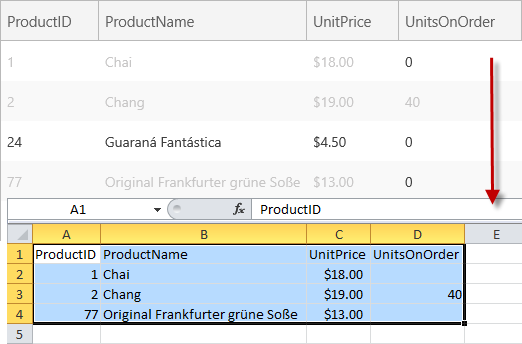 ProductID ProductName UnitPrice UnitsOnOrder
1 Chai $18.00 0
2 Chang $19.00 40
24 Guaraná Fantástica $4.50 0
77 Original Frankfurter grüne Soße $13.00 0
A1 fx ProductID
A B C D E
1 ProductID ProductName UnitPrice UnitsOnOrder
2 1 Chai $18.00
3 2 Chang $19.00 40
4 77 Original Frankfurter grüne Soße $13.00
5